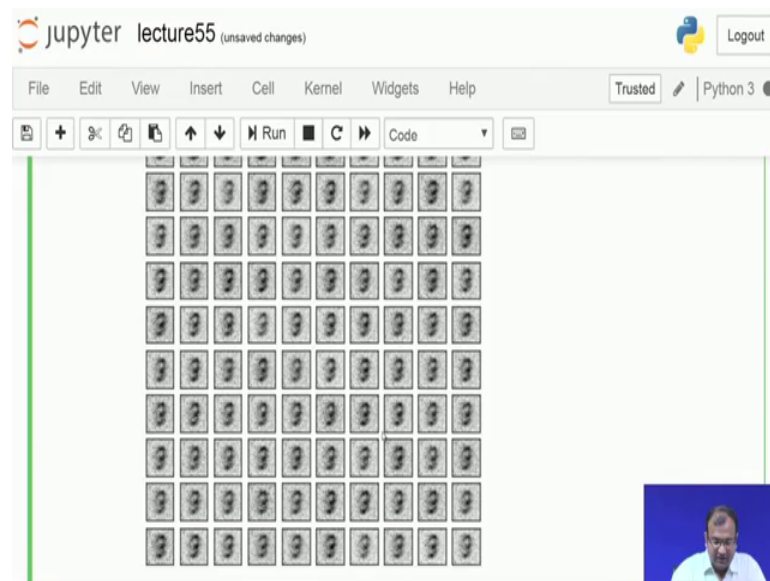 jupyter lecture55 (unsaved changes) Logout
File Edit View Insert Cell Kernel Widgets Help Trusted Python 3
Run Code